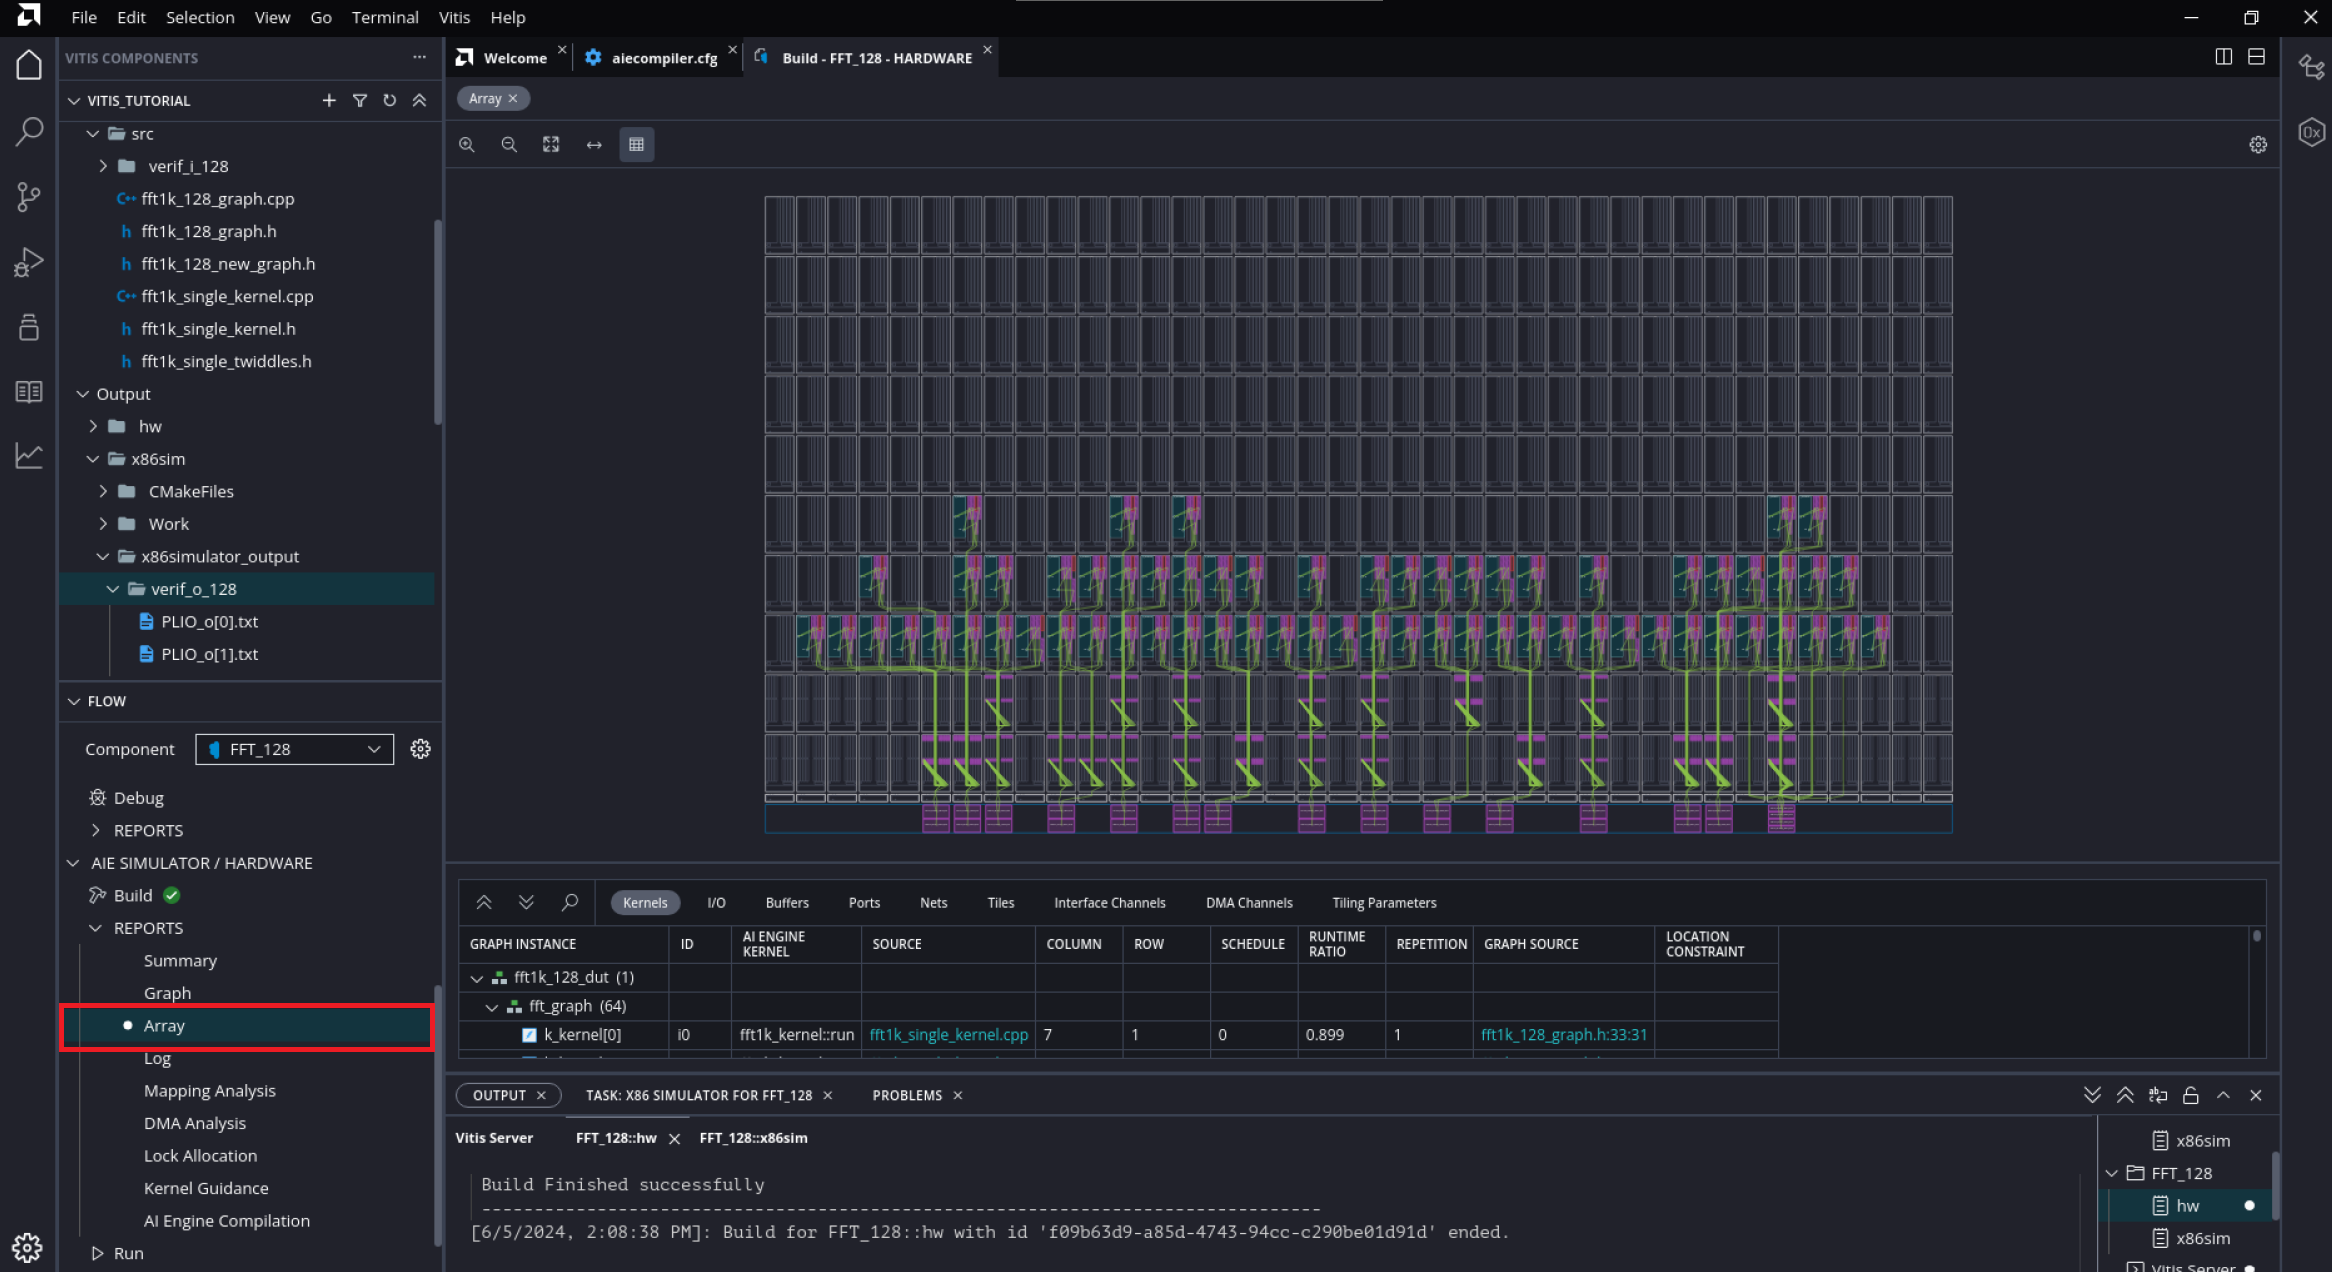 File Edit Selection View Go Terminal Vitis Help
VITIS COMPONENTS
VITIS_TUTORIAL
src
verif_i_128
fft1k_128_graph.cpp
fft1k_128_graph.h
fft1k_128_new_graph.h
fft1k_single_kernel.cpp
fft1k_single_kernel.h
fft1k_single_twiddles.h
Output
hw
x86sim
CMakeFiles
Work
x86simulator_output
verif_o_128
PLIO_o[0].txt
PLIO_o[1].txt
FLOW
Component FFT_128
Debug
REPORTS
AIE SIMULATOR / HARDWARE
Build
REPORTS
Summary
Graph
Array
Log
Mapping Analysis
DMA Analysis
Lock Allocation
Kernel Guidance
AI Engine Compilation
Run
Welcome aiecompiler.cfg Build - FFT_128 - HARDWARE
Array
0x
Kernels I/O Buffers Ports Nets Tiles Interface Channels DMA Channels Tiling Parameters
GRAPH INSTANCE ID AI ENGINE KERNEL SOURCE COLUMN ROW SCHEDULE RUNTIME RATIO REPETITION GRAPH SOURCE LOCATION CONSTRAINT
fft1k_128_dut (1)
fft_graph (64)
k_kernel[0] i0 fft1k_kernel::run fft1k_single_kernel.cpp 7 1 0 0.899 1 fft1k_128_graph.h:33:31
OUTPUT TASK: X86 SIMULATOR FOR FFT_128 PROBLEMS
Vitis Server FFT_128::hw FFT_128::x86sim
Build Finished successfully
--------------------------------------------------------------------------------
[6/5/2024, 2:08:38 PM]: Build for FFT_128::hw with id 'f09b63d9-a85d-4743-94cc-c290be01d91d' ended.
x86sim
FFT_128
hw
x86sim
Vitis Server